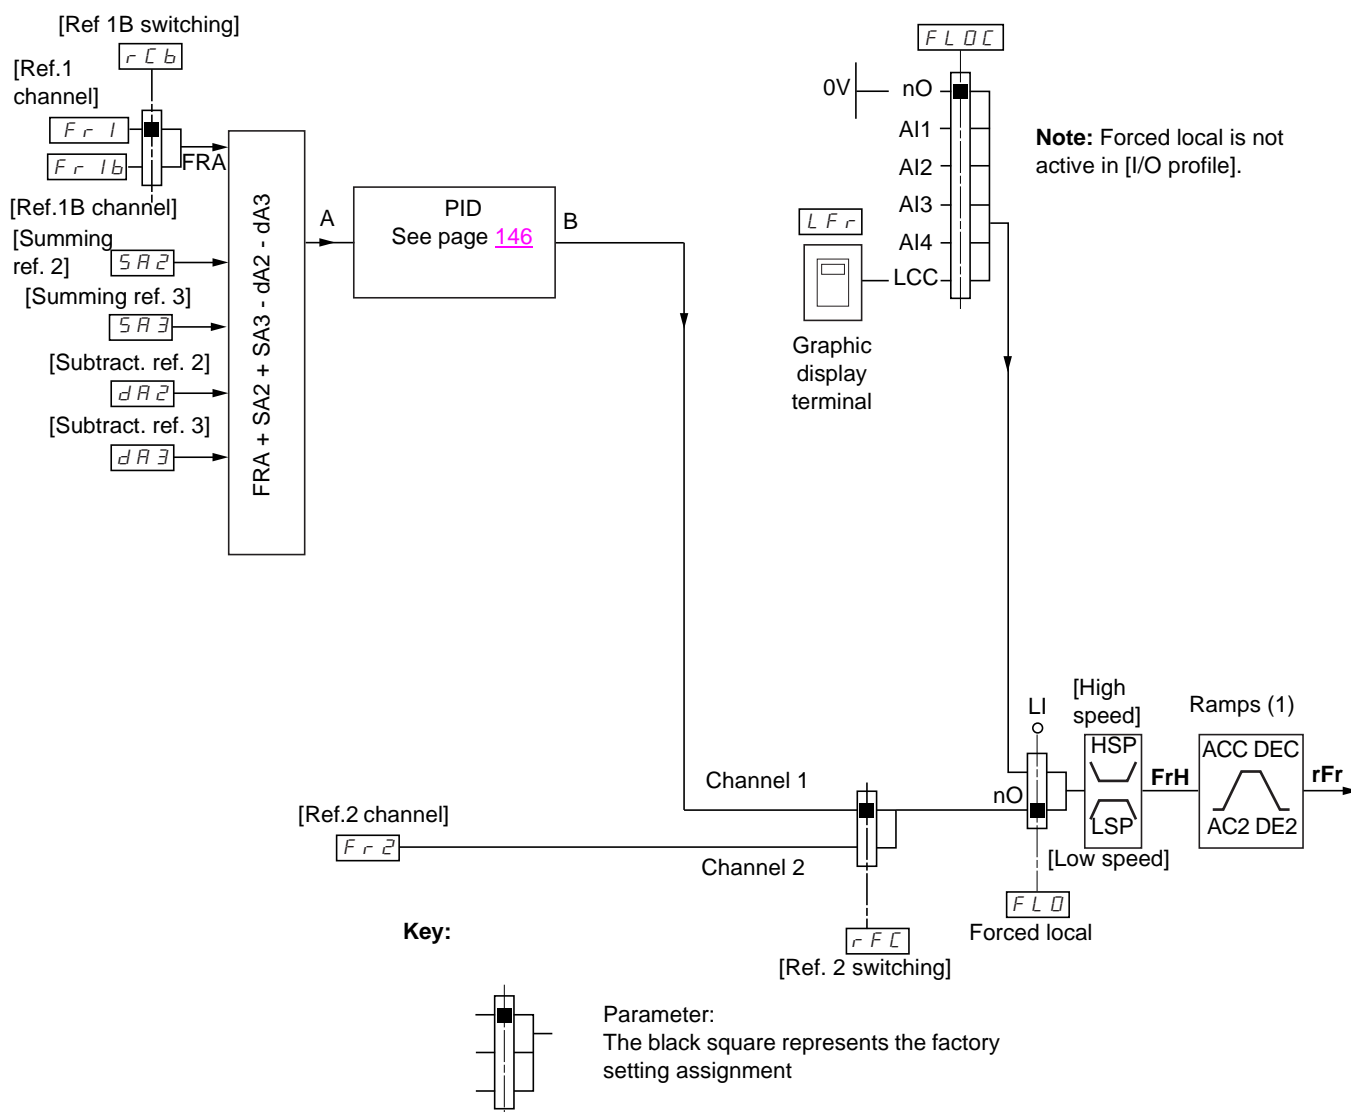 [Ref 1B switching]
rCb
[Ref.1
channel]
Fr1
Fr1b
FRA
[Ref.1B channel]
[Summing
ref. 2]
SA2
[Summing ref. 3]
SA3
[Subtract. ref. 2]
dA2
[Subtract. ref. 3]
dA3
FRA + SA2 + SA3 - dA2 - dA3
A
PID
See page 146
B
FLOC
0V
nO
AI1
AI2
AI3
AI4
LCC
LFr
Graphic
display
terminal
Note: Forced local is not
active in [I/O profile].
Channel 1
[Ref.2 channel]
Fr2
Channel 2
rFC
[Ref. 2 switching]
LI
nO
FLO
Forced local
[High
speed]
HSP
LSP
[Low speed]
FrH
Ramps (1)
ACC DEC
AC2 DE2
rFr
Key:
Parameter:
The black square represents the factory
setting assignment